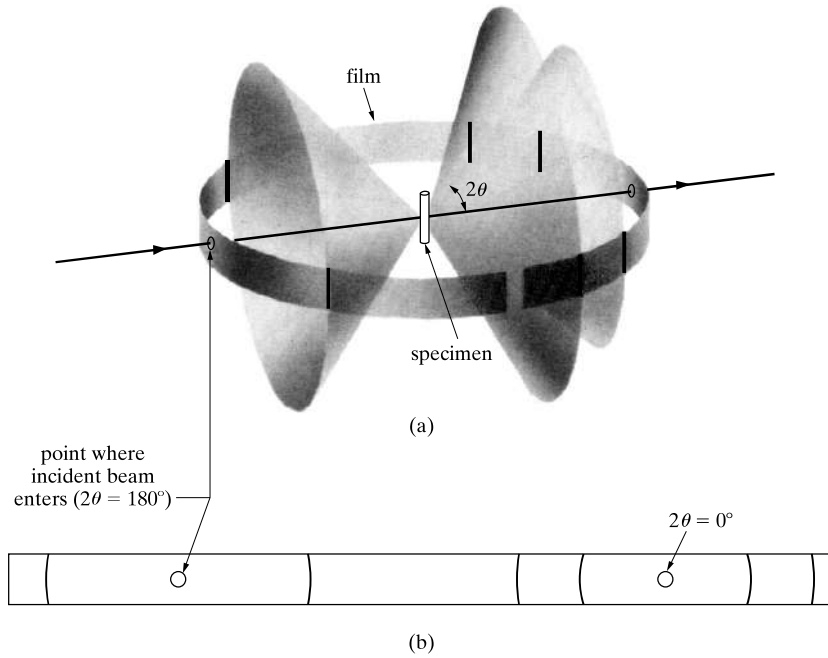 film
2θ
specimen
(a)
point where
incident beam
enters (2θ = 180°)
2θ = 0°
(b)